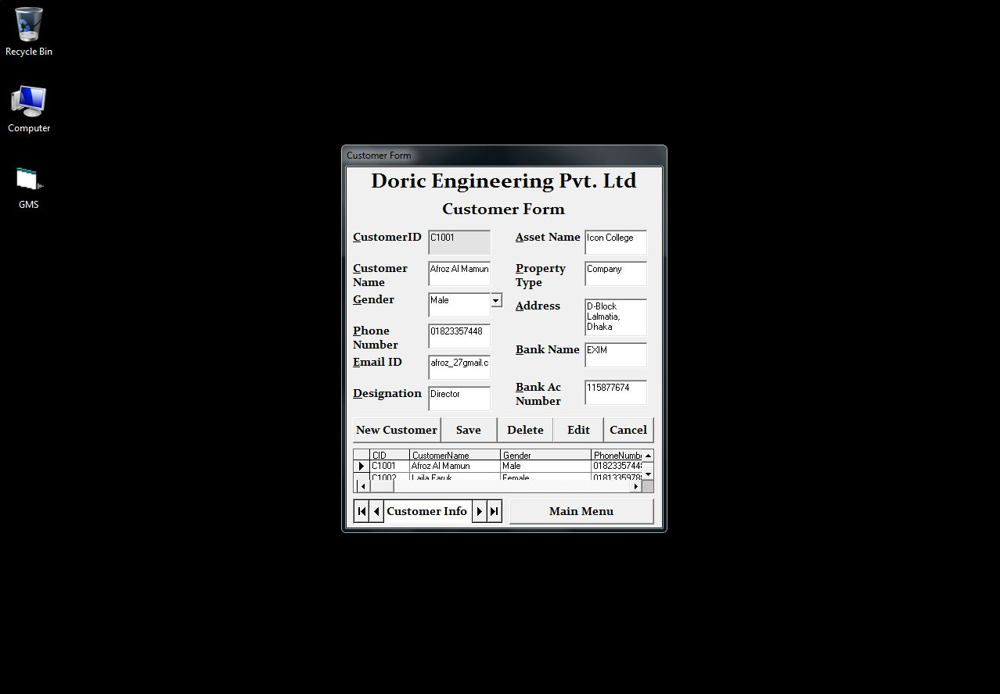 Recycle Bin
Computer
GMS
Customer Form
Doric Engineering Pvt. Ltd
Customer Form
CustomerID C1001
Asset Name Icon College
Customer Name Afroz Al Mamun
Property Type Company
Gender Male
Address D-Block
Lalmatia,
Dhaka
Phone Number 01823357448
Bank Name EXIM
Email ID afroz_27gmail.c
Bank Ac Number 115877674
Designation Director
New Customer Save Delete Edit Cancel
CID CustomerName Gender PhoneNumb
C1001 Afroz Al Mamun Male 0182335744
C1002 Laila Faruk Female
Customer Info Main Menu